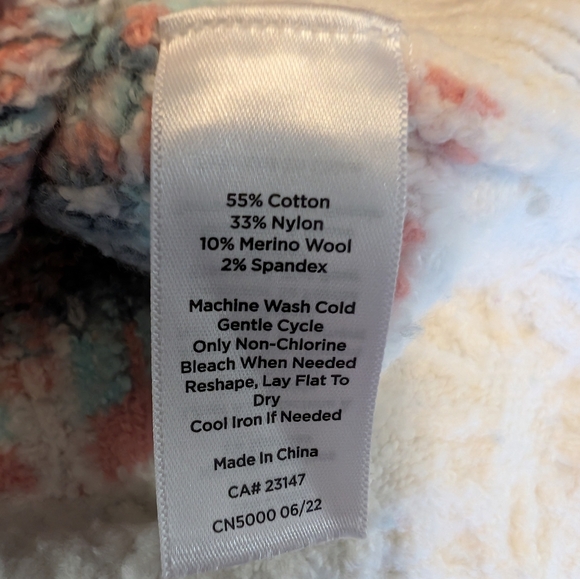 55% Cotton
33% Nylon
10% Merino Wool
2% Spandex
Machine Wash Cold
Gentle Cycle
Only Non-Chlorine
Bleach When Needed
Reshape, Lay Flat To
Dry
Cool Iron If Needed
Made In China
CA# 23147
CN5000 06/22